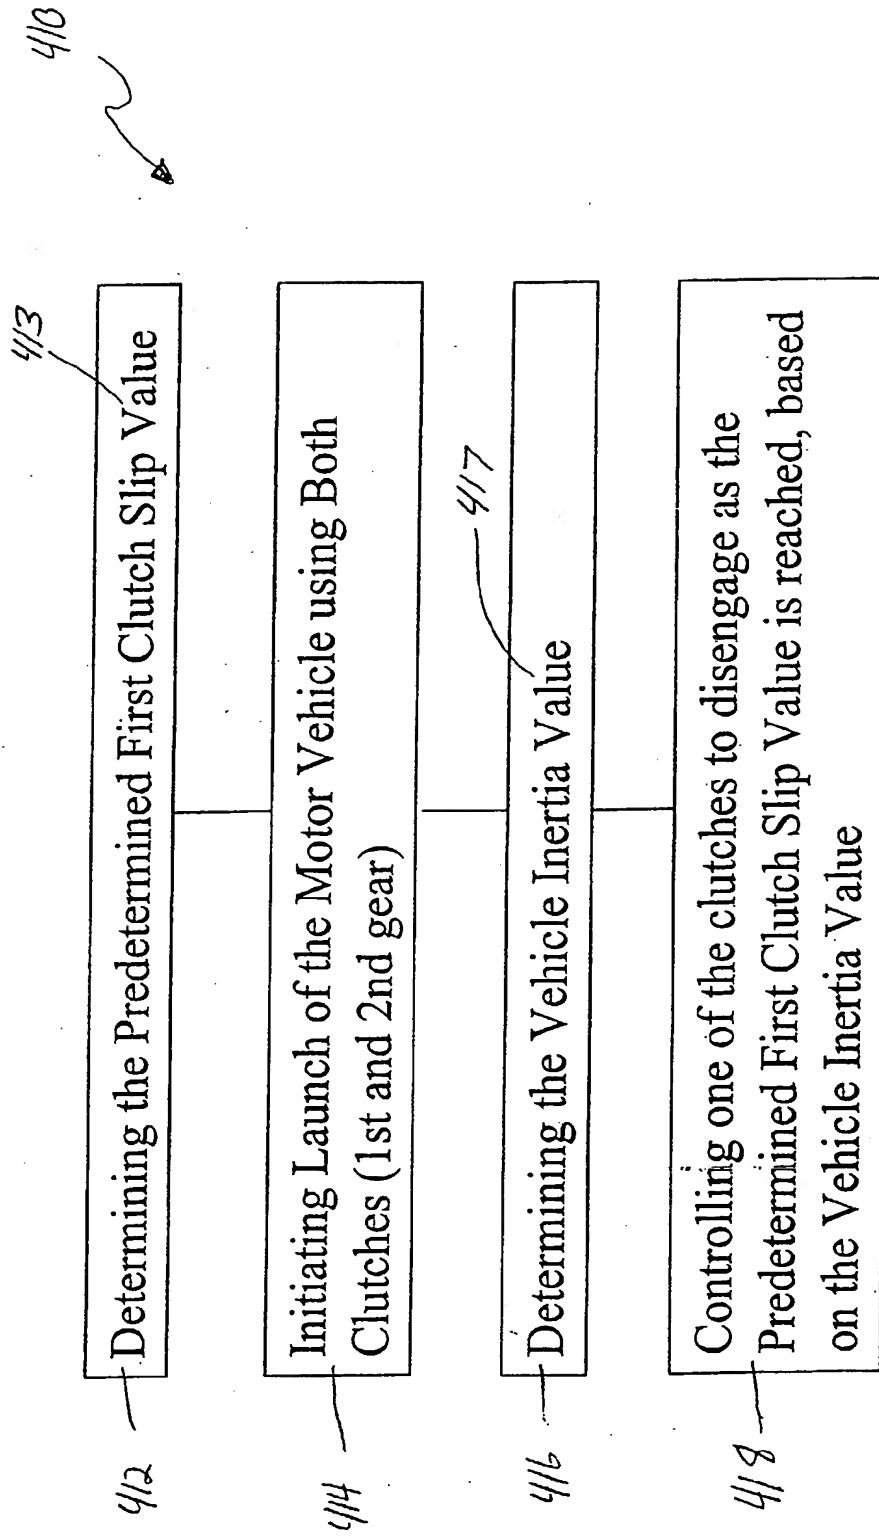 410
413
412 Determining the Predetermined First Clutch Slip Value
414 Initiating Launch of the Motor Vehicle using Both
Clutches (1st and 2nd gear)
417
416 Determining the Vehicle Inertia Value
418 Controlling one of the clutches to disengage as the
Predetermined First Clutch Slip Value is reached, based
on the Vehicle Inertia Value